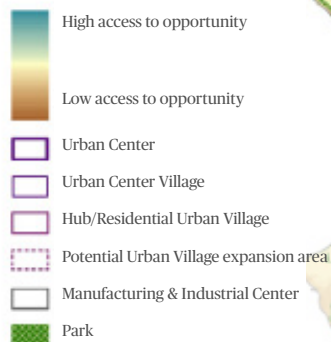 High access to opportunity
Low access to opportunity
Urban Center
Urban Center Village
Hub/Residential Urban Village
Potential Urban Village expansion area
Manufacturing & Industrial Center
Park